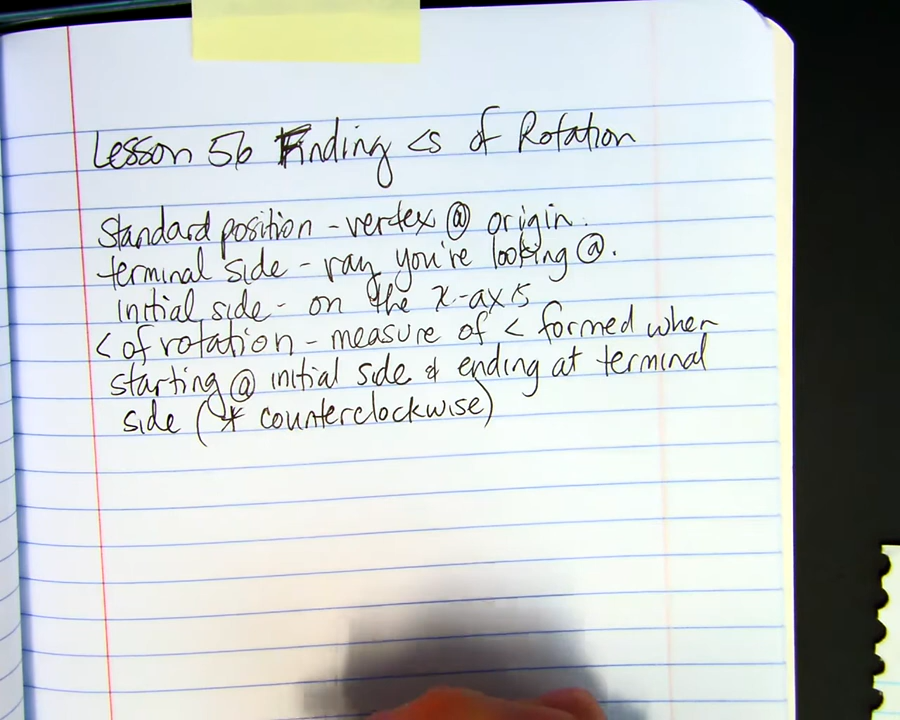 Lesson 56 Finding <s of Rotation
Standard position - vertex @ origin.
terminal side - ray you're looking @.
initial side - on the x-axis
< of rotation - measure of < formed when
starting @ initial side & ending at terminal
side (* counterclockwise)